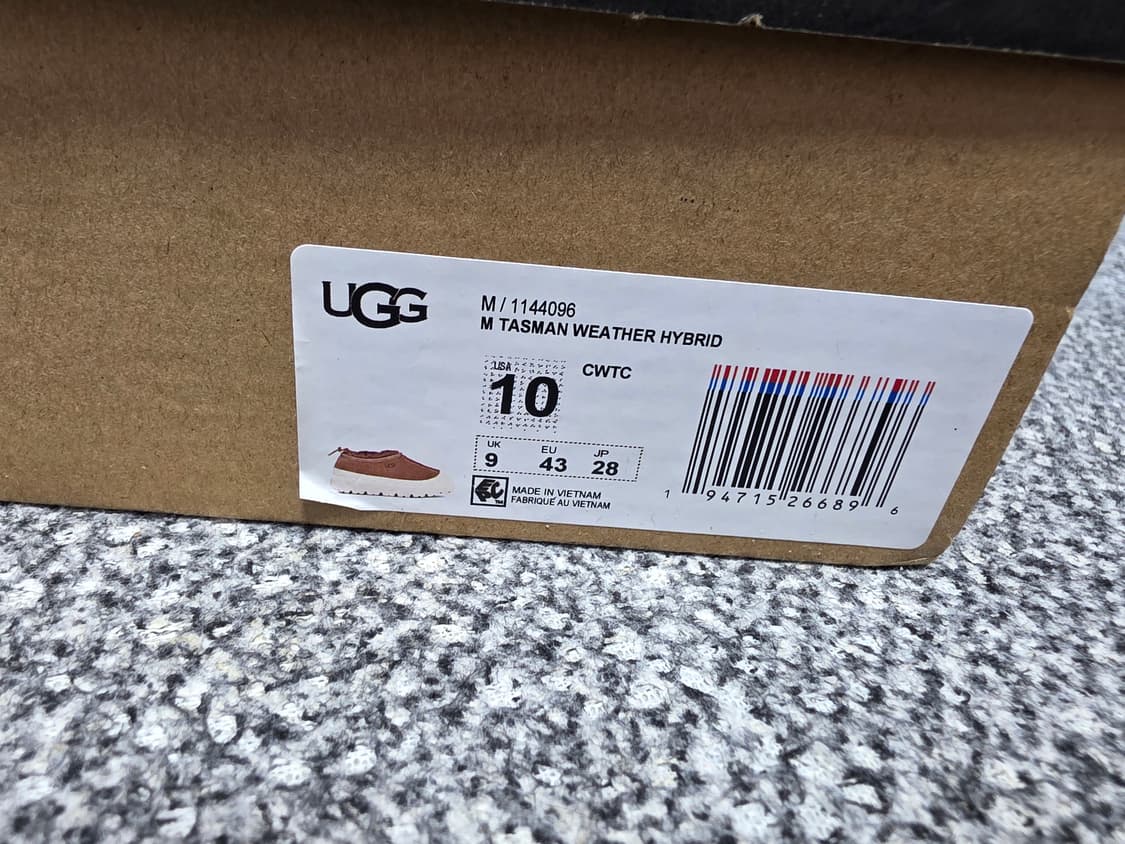 UGG
M / 1144096
M TASMAN WEATHER HYBRID
USA
10
CWTC
UK EU JP
9 43 28
EC
MADE IN VIETNAM
FABRIQUÉ AU VIETNAM
1 94715 26689 6